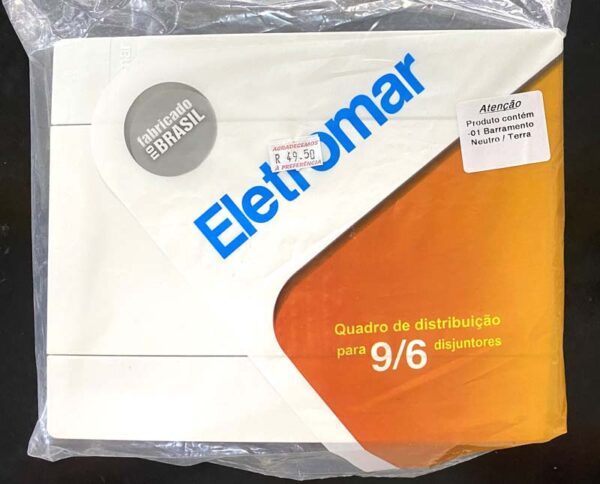 fabricado
no BRASIL
Eletromar
AGRADECEMOS
R 49.50
A PREFERÊNCIA
Atenção
Produto contém
-01 Barramento
Neutro / Terra
Quadro de distribuição
para 9/6 disjuntores